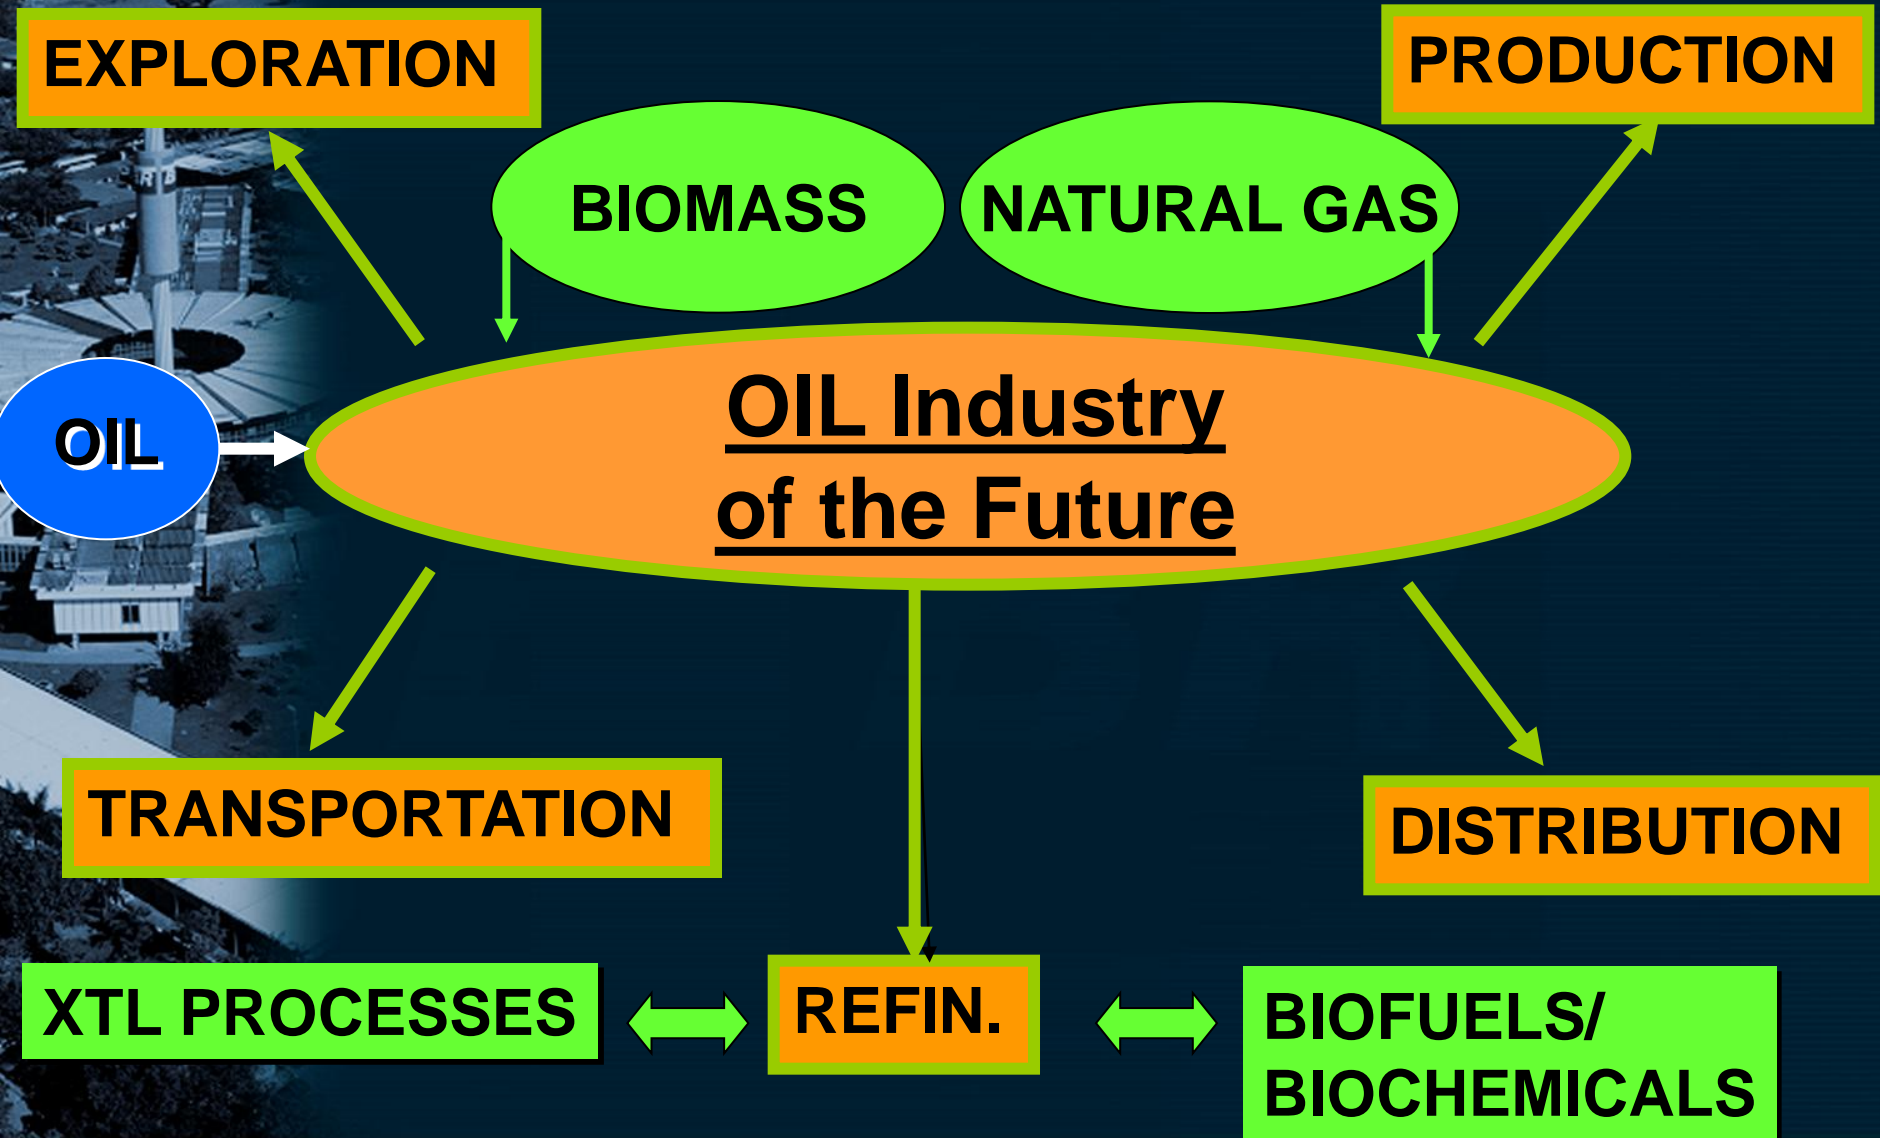 EXPLORATION
PRODUCTION
BIOMASS
NATURAL GAS
OIL
OIL Industry
of the Future
TRANSPORTATION
DISTRIBUTION
XTL PROCESSES
REFIN.
BIOFUELS/
BIOCHEMICALS